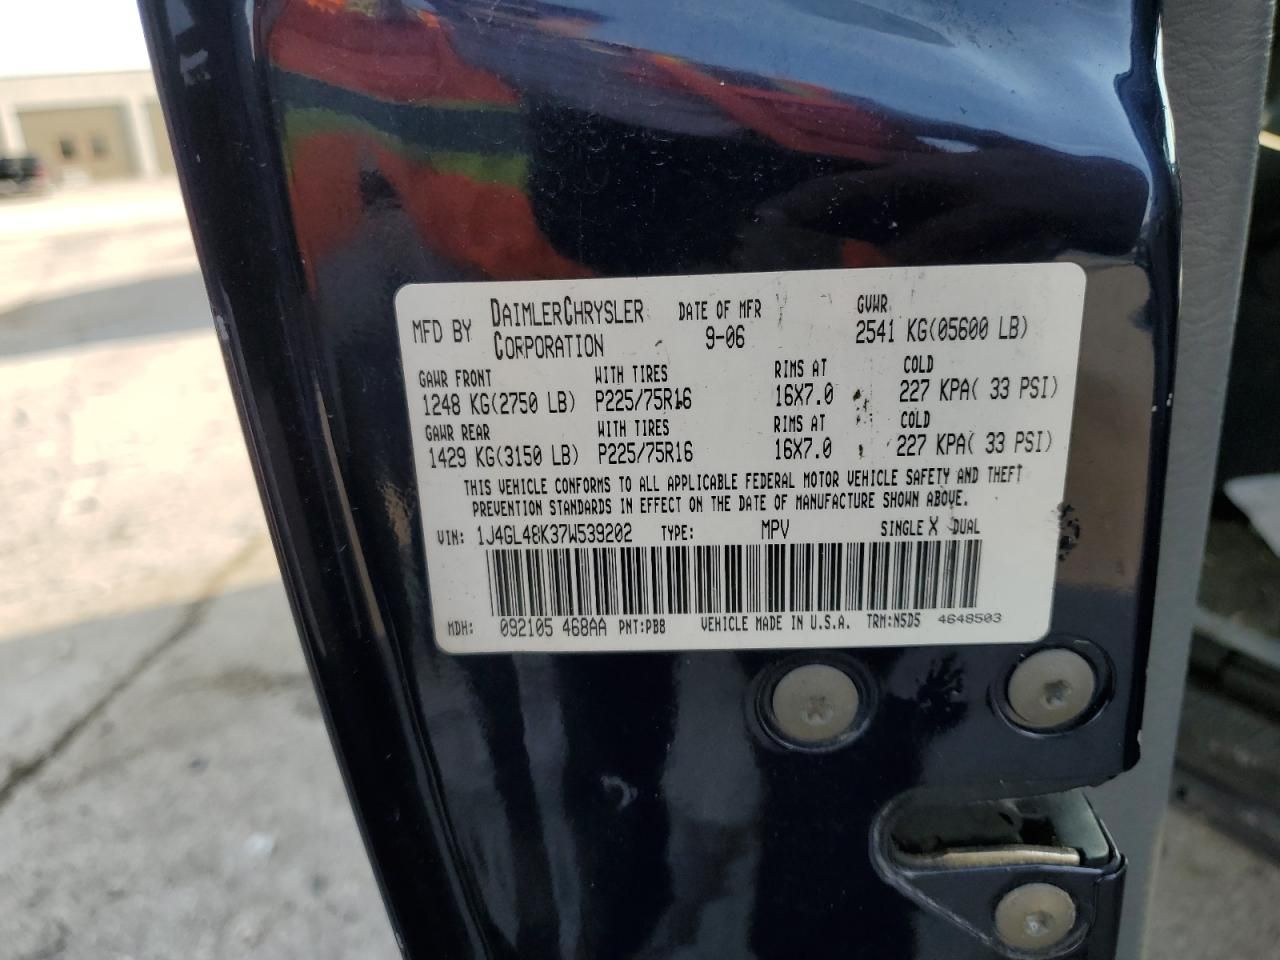 MFD BY DAIMLERCHRYSLER CORPORATION DATE OF MFR 9-06 GVWR 2541 KG(05600 LB)
GAWR FRONT WITH TIRES RIMS AT COLD
1248 KG(2750 LB) P225/75R16 16X7.0 227 KPA( 33 PSI)
GAWR REAR WITH TIRES RIMS AT COLD
1429 KG(3150 LB) P225/75R16 16X7.0 227 KPA( 33 PSI)
THIS VEHICLE CONFORMS TO ALL APPLICABLE FEDERAL MOTOR VEHICLE SAFETY AND THEFT
PREVENTION STANDARDS IN EFFECT ON THE DATE OF MANUFACTURE SHOWN ABOVE.
VIN: 1J4GL48K37W539202 TYPE: MPV SINGLE X DUAL
MDH: 092105 468AA PNT:PB8 VEHICLE MADE IN U.S.A. TRM:N5D5 4648503